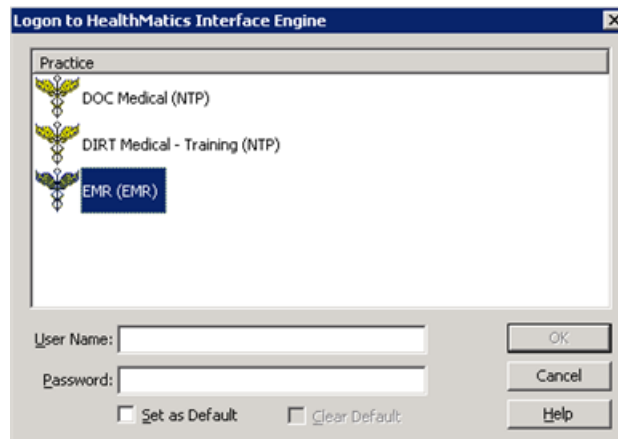 Logon to HealthMatics Interface Engine
Practice
DOC Medical (NTP)
DIRT Medical - Training (NTP)
EMR (EMR)
User Name:
OK
Password:
Cancel
Set as Default
Clear Default
Help